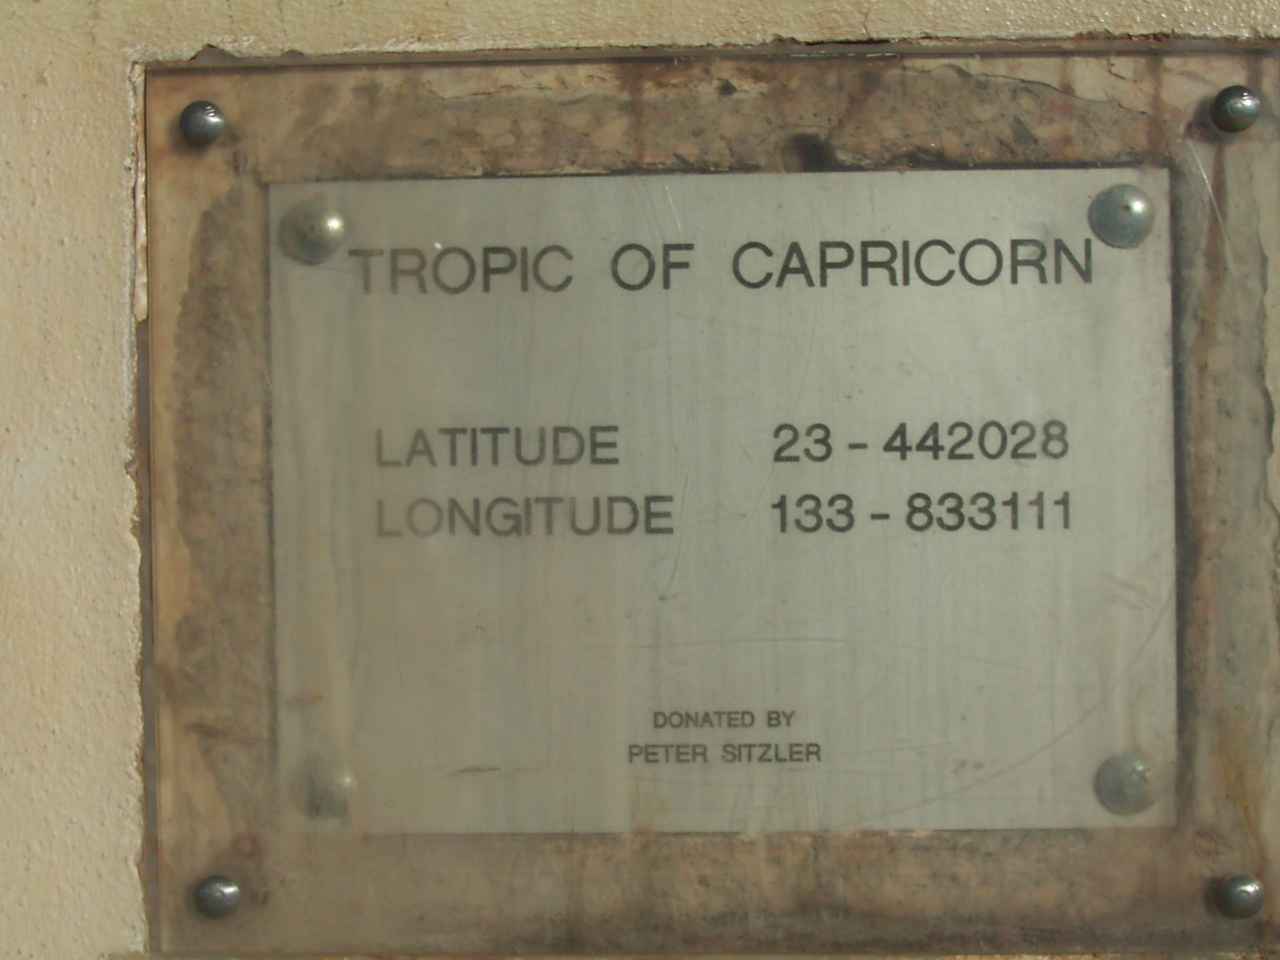 TROPIC OF CAPRICORN
LATITUDE 23-442028
LONGITUDE 133-833111
DONATED BY
PETER SITZLER